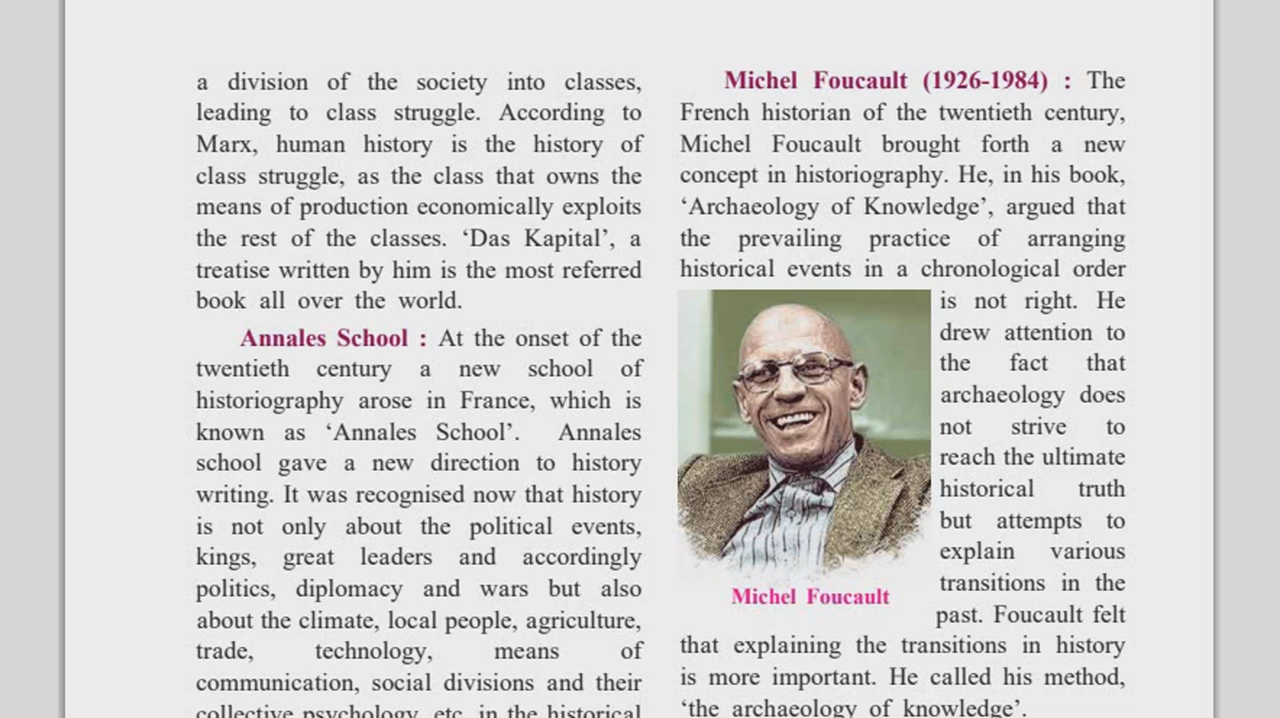 a division of the society into classes,
leading to class struggle. According to
Marx, human history is the history of
class struggle, as the class that owns the
means of production economically exploits
the rest of the classes. ‘Das Kapital’, a
treatise written by him is the most referred
book all over the world.
Annales School : At the onset of the
twentieth century a new school of
historiography arose in France, which is
known as ‘Annales School’. Annales
school gave a new direction to history
writing. It was recognised now that history
is not only about the political events,
kings, great leaders and accordingly
politics, diplomacy and wars but also
about the climate, local people, agriculture,
trade, technology, means of
communication, social divisions and their
collective psychology, etc. in the historical
Michel Foucault (1926-1984) : The
French historian of the twentieth century,
Michel Foucault brought forth a new
concept in historiography. He, in his book,
‘Archaeology of Knowledge’, argued that
the prevailing practice of arranging
historical events in a chronological order
is not right. He
drew attention to
the fact that
archaeology does
not strive to
reach the ultimate
historical truth
but attempts to
explain various
transitions in the
past. Foucault felt
Michel Foucault
that explaining the transitions in history
is more important. He called his method,
‘the archaeology of knowledge’.